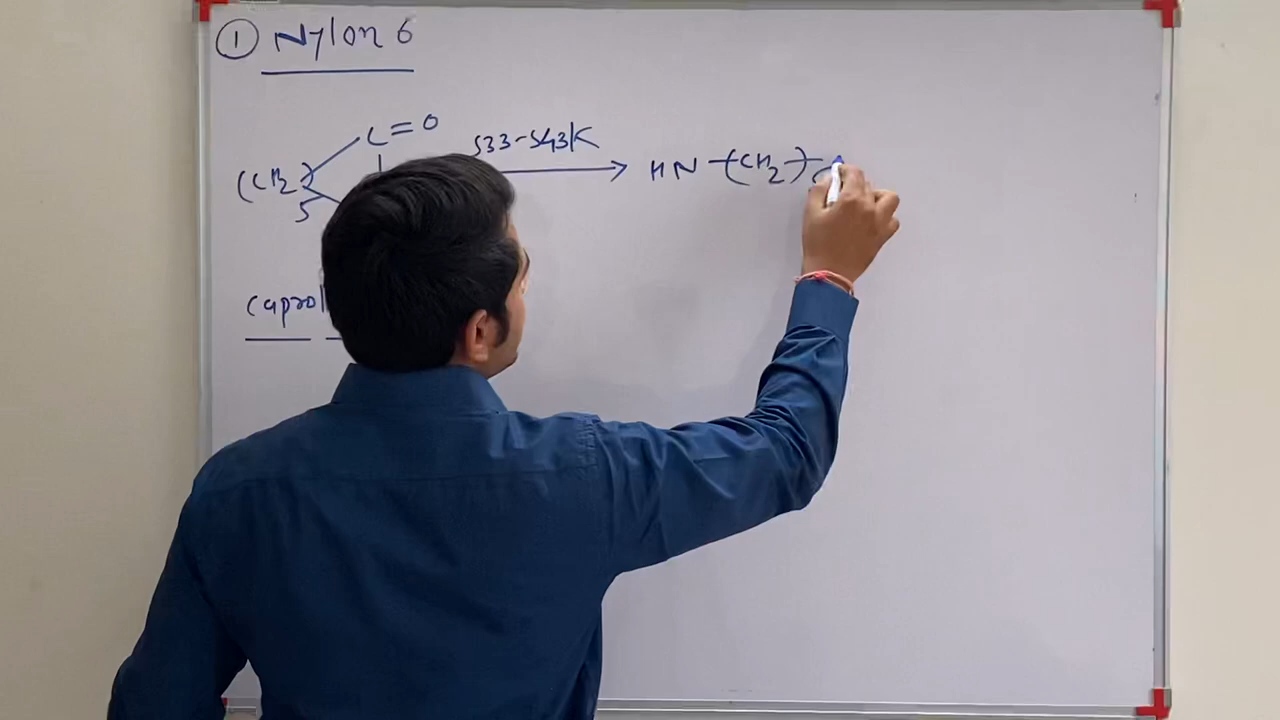 ① Nylon 6
C=O
533-543K
(CH2)5
HN-(CH2)-
caprol